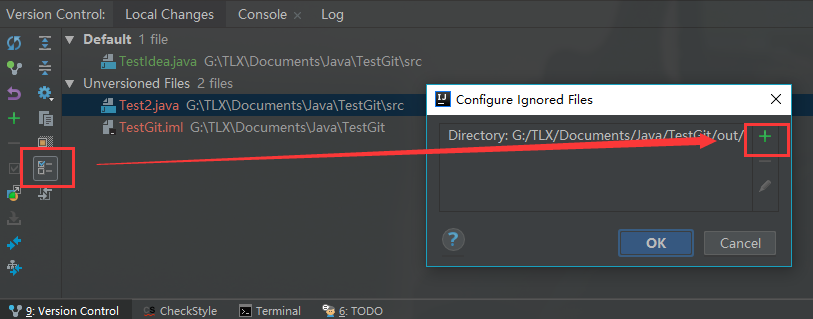 Version Control: Local Changes Console × Log
Default 1 file
TestIdea.java G:\TLX\Documents\Java\TestGit\src
Unversioned Files 2 files
Test2.java G:\TLX\Documents\Java\TestGit\src
TestGit.iml G:\TLX\Documents\Java\TestGit
Configure Ignored Files
Directory: G:/TLX/Documents/Java/TestGit/out/
OK Cancel
9: Version Control CheckStyle Terminal 6: TODO